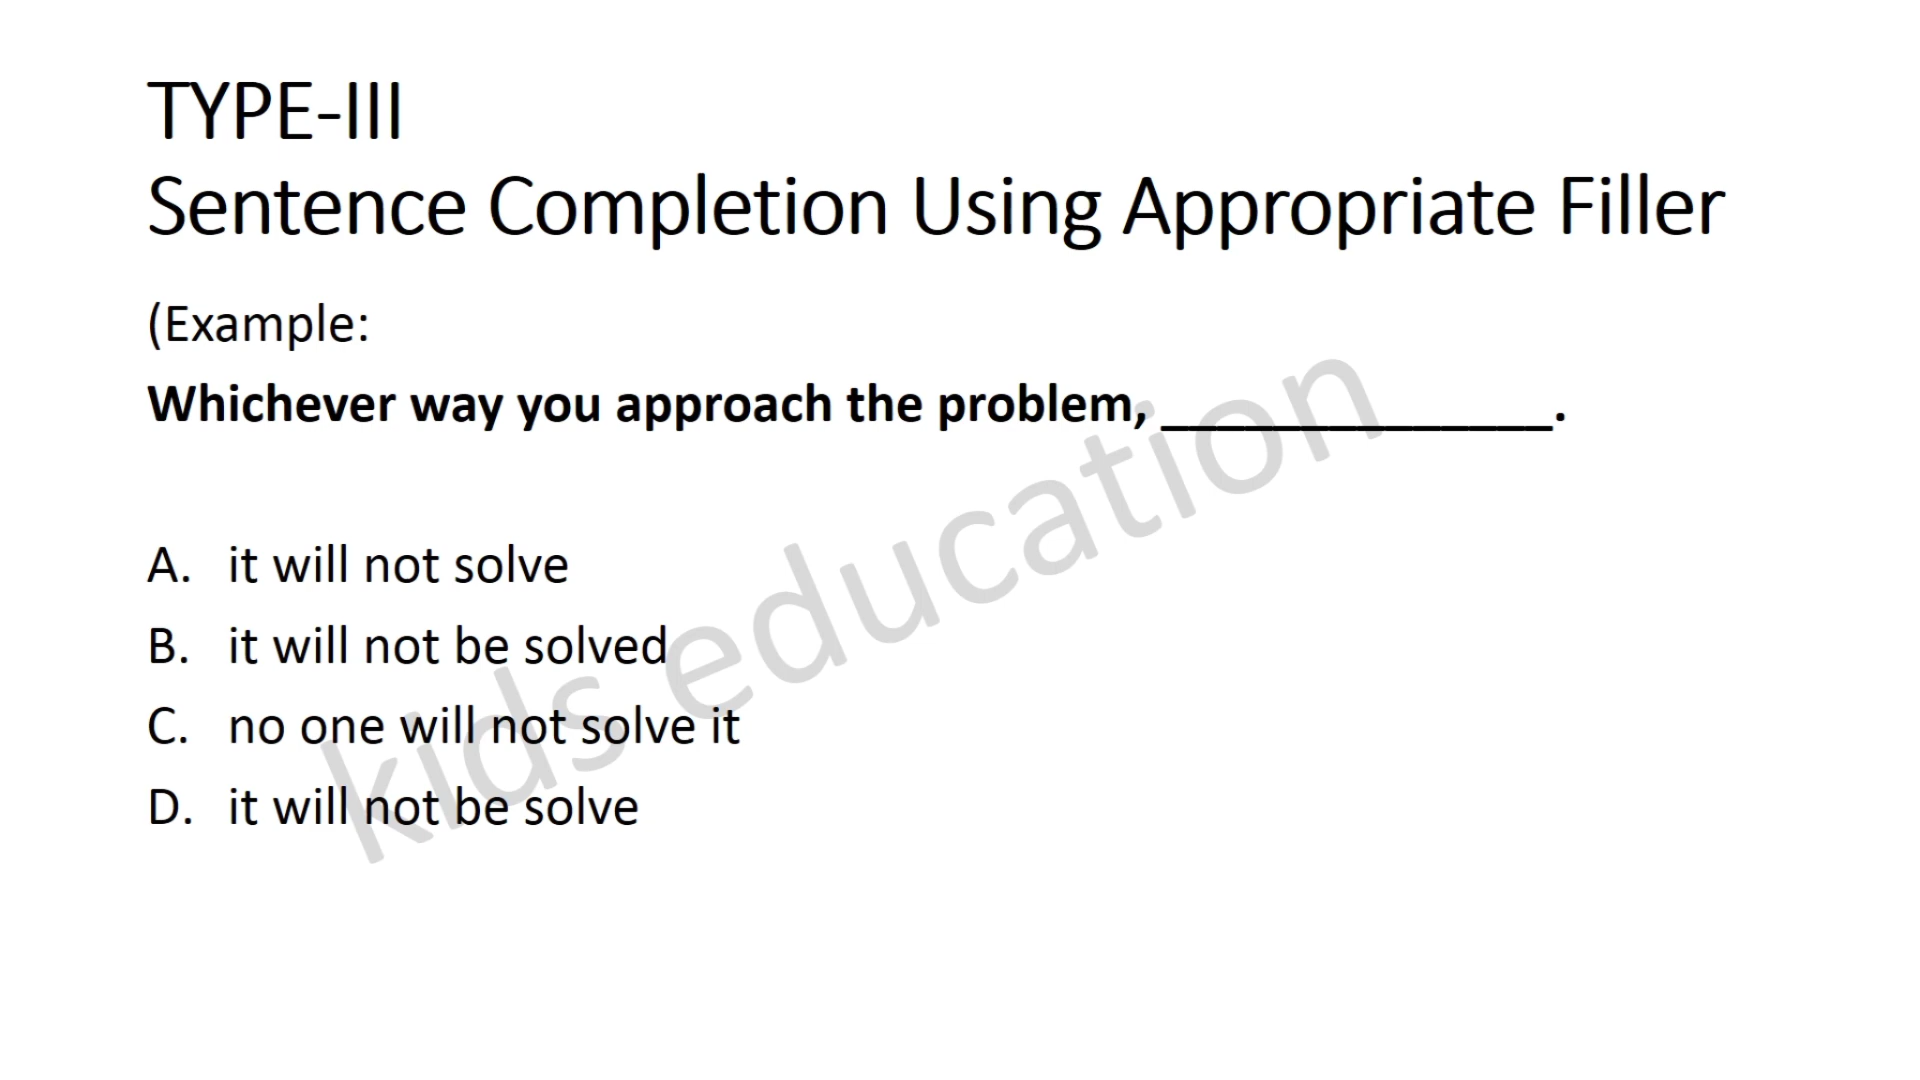 TYPE-III
Sentence Completion Using Appropriate Filler
(Example:
Whichever way you approach the problem, ______________.
A. it will not solve
B. it will not be solved
C. no one will not solve it
D. it will not be solve
kids education